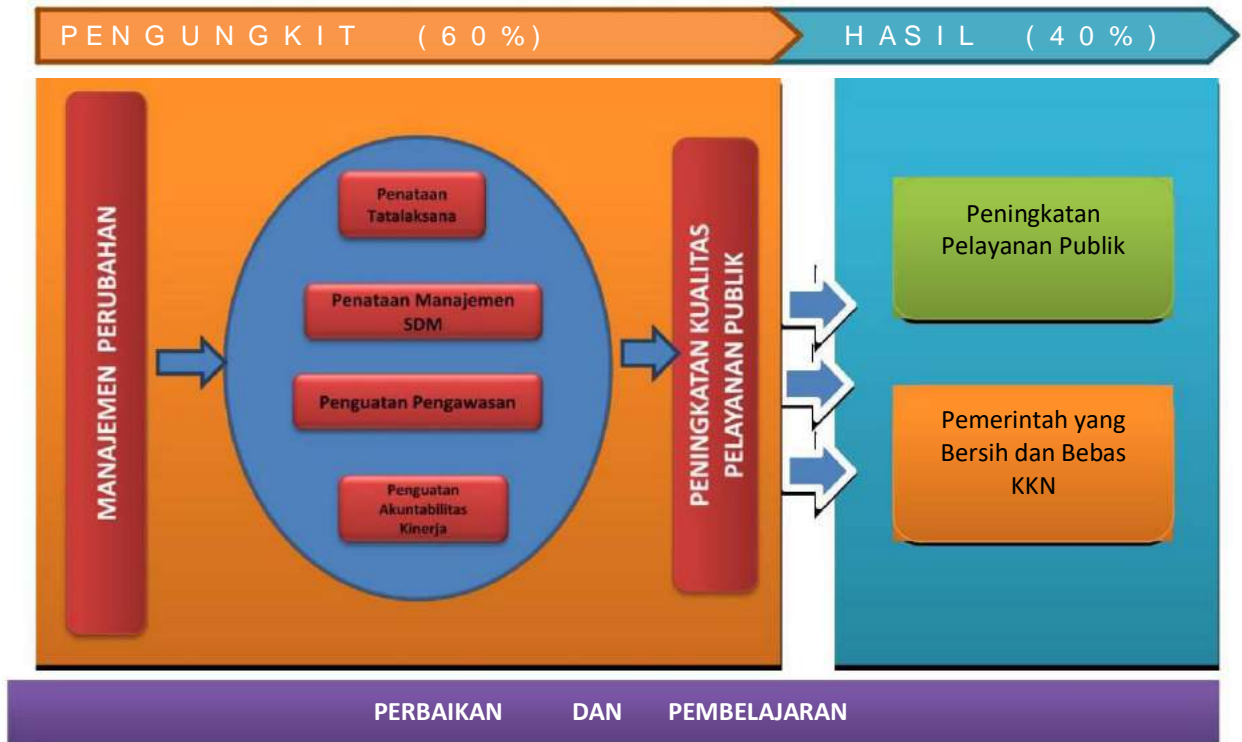 PENGUNGKIT (60%)
HASIL (40%)
MANAJEMEN PERUBAHAN
Penataan
Tatalaksana
Penataan Manajemen
SDM
Penguatan Pengawasan
Penguatan
Akuntabilitas
Kinerja
PENINGKATAN KUALITAS
PELAYANAN PUBLIK
Peningkatan
Pelayanan Publik
Pemerintah yang
Bersih dan Bebas
KKN
PERBAIKAN DAN PEMBELAJARAN